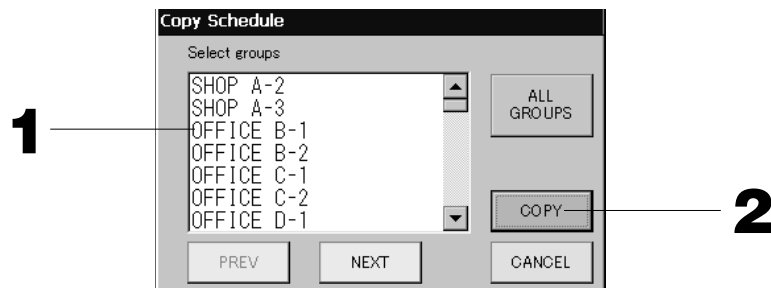 Copy Schedule
Select groups
SHOP A-2
SHOP A-3
OFFICE B-1
OFFICE B-2
OFFICE C-1
OFFICE C-2
OFFICE D-1
ALL
GROUPS
COPY
PREV
NEXT
CANCEL
1
2